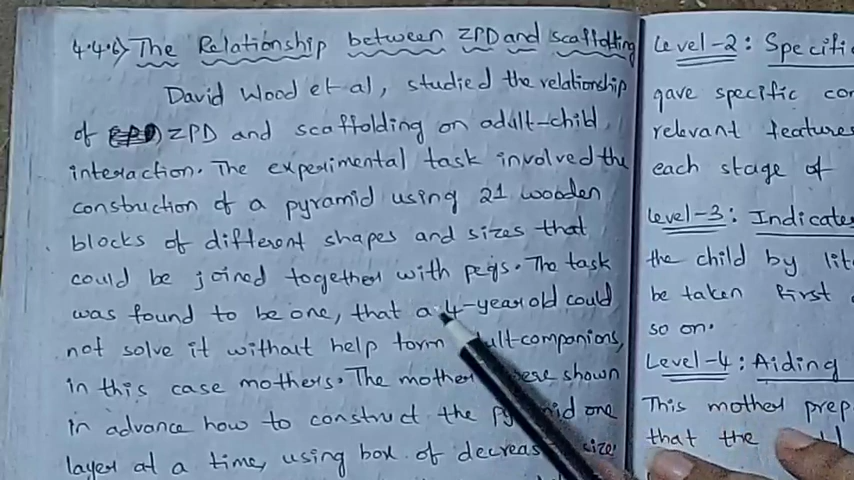 4.4.6) The Relationship between ZPD and scaffolding
David Wood et al, studied the relationship
of ZPD and scaffolding on adult-child
interaction. The experimental task involved the
construction of a pyramid using 21 wooden
blocks of different shapes and sizes that
could be joined together with pegs. The task
was found to be one, that a 4-year old could
not solve it without help form adult-companions,
in this case mothers. The mother were shown
in advance how to construct the pyramid one
layer at a time, using box of decreas size
Level-2: Specific
gave specific con
relevant features
each stage of
Level-3: Indicates
the child by lit
be taken first
so on.
Level-4: Aiding
This mother prep
that the